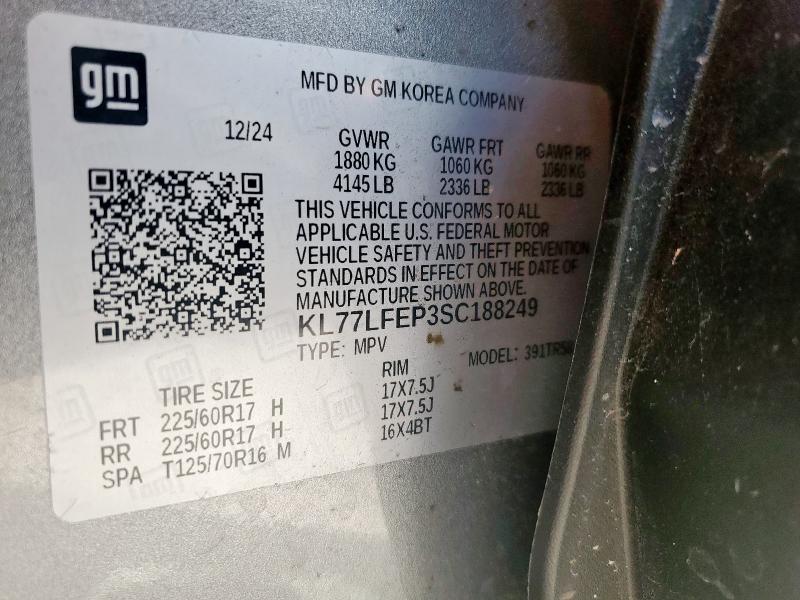 gm
MFD BY GM KOREA COMPANY
12/24
GVWR GAWR FRT GAWR RR
1880 KG 1060 KG 1060 KG
4145 LB 2336 LB 2336 LB
THIS VEHICLE CONFORMS TO ALL
APPLICABLE U.S. FEDERAL MOTOR
VEHICLE SAFETY AND THEFT PREVENTION
STANDARDS IN EFFECT ON THE DATE OF
MANUFACTURE SHOWN ABOVE.
KL77LFEP3SC188249
TYPE: MPV MODEL:
TIRE SIZE RIM
FRT 225/60R17 H 17X7.5J
RR 225/60R17 H 17X7.5J
SPA T125/70R16 M 16X4BT